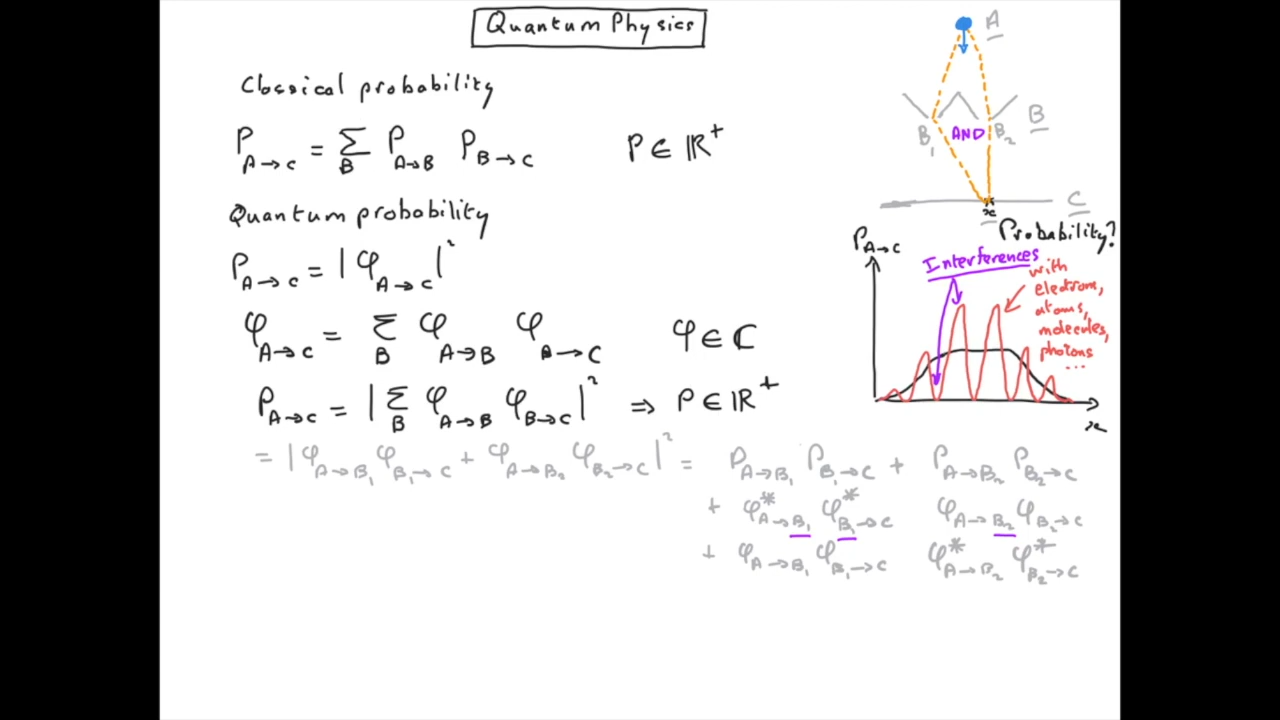 Quantum Physics
Classical probability
P_{A→C} = Σ_B P_{A→B} P_{B→C} P ∈ ℝ⁺
Quantum probability
P_{A→C} = |φ_{A→C}|²
φ_{A→C} = Σ_B φ_{A→B} φ_{A→C} φ ∈ ℂ
P_{A→C} = |Σ_B φ_{A→B} φ_{B→C}|² ⇒ P ∈ ℝ⁺
= |φ_{A→B₁} φ_{B₁→C} + φ_{A→B₂} φ_{B₂→C}|² = P_{A→B₁} P_{B₁→C} + P_{A→B₂} P_{B₂→C}
+ φ*_{A→B₁} φ*_{B₁→C} φ_{A→B₂} φ_{B₂→C}
+ φ_{A→B₁} φ_{B₁→C} φ*_{A→B₂} φ*_{B₂→C}
A
B
B₁ AND B₂
C
x
Probability?
P_{A→C}
Interferences
with
electrons,
atoms,
molecules,
photons
...
x